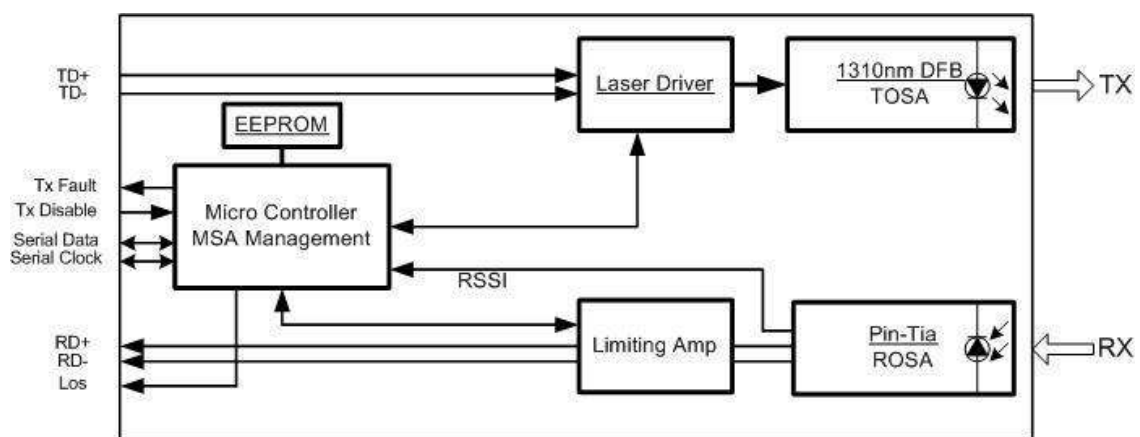 TD+
TD-
Laser Driver
1310nm DFB
TOSA
TX
EEPROM
Tx Fault
Tx Disable
Serial Data
Serial Clock
Micro Controller
MSA Management
RSSI
RD+
RD-
Los
Limiting Amp
Pin-Tia
ROSA
RX